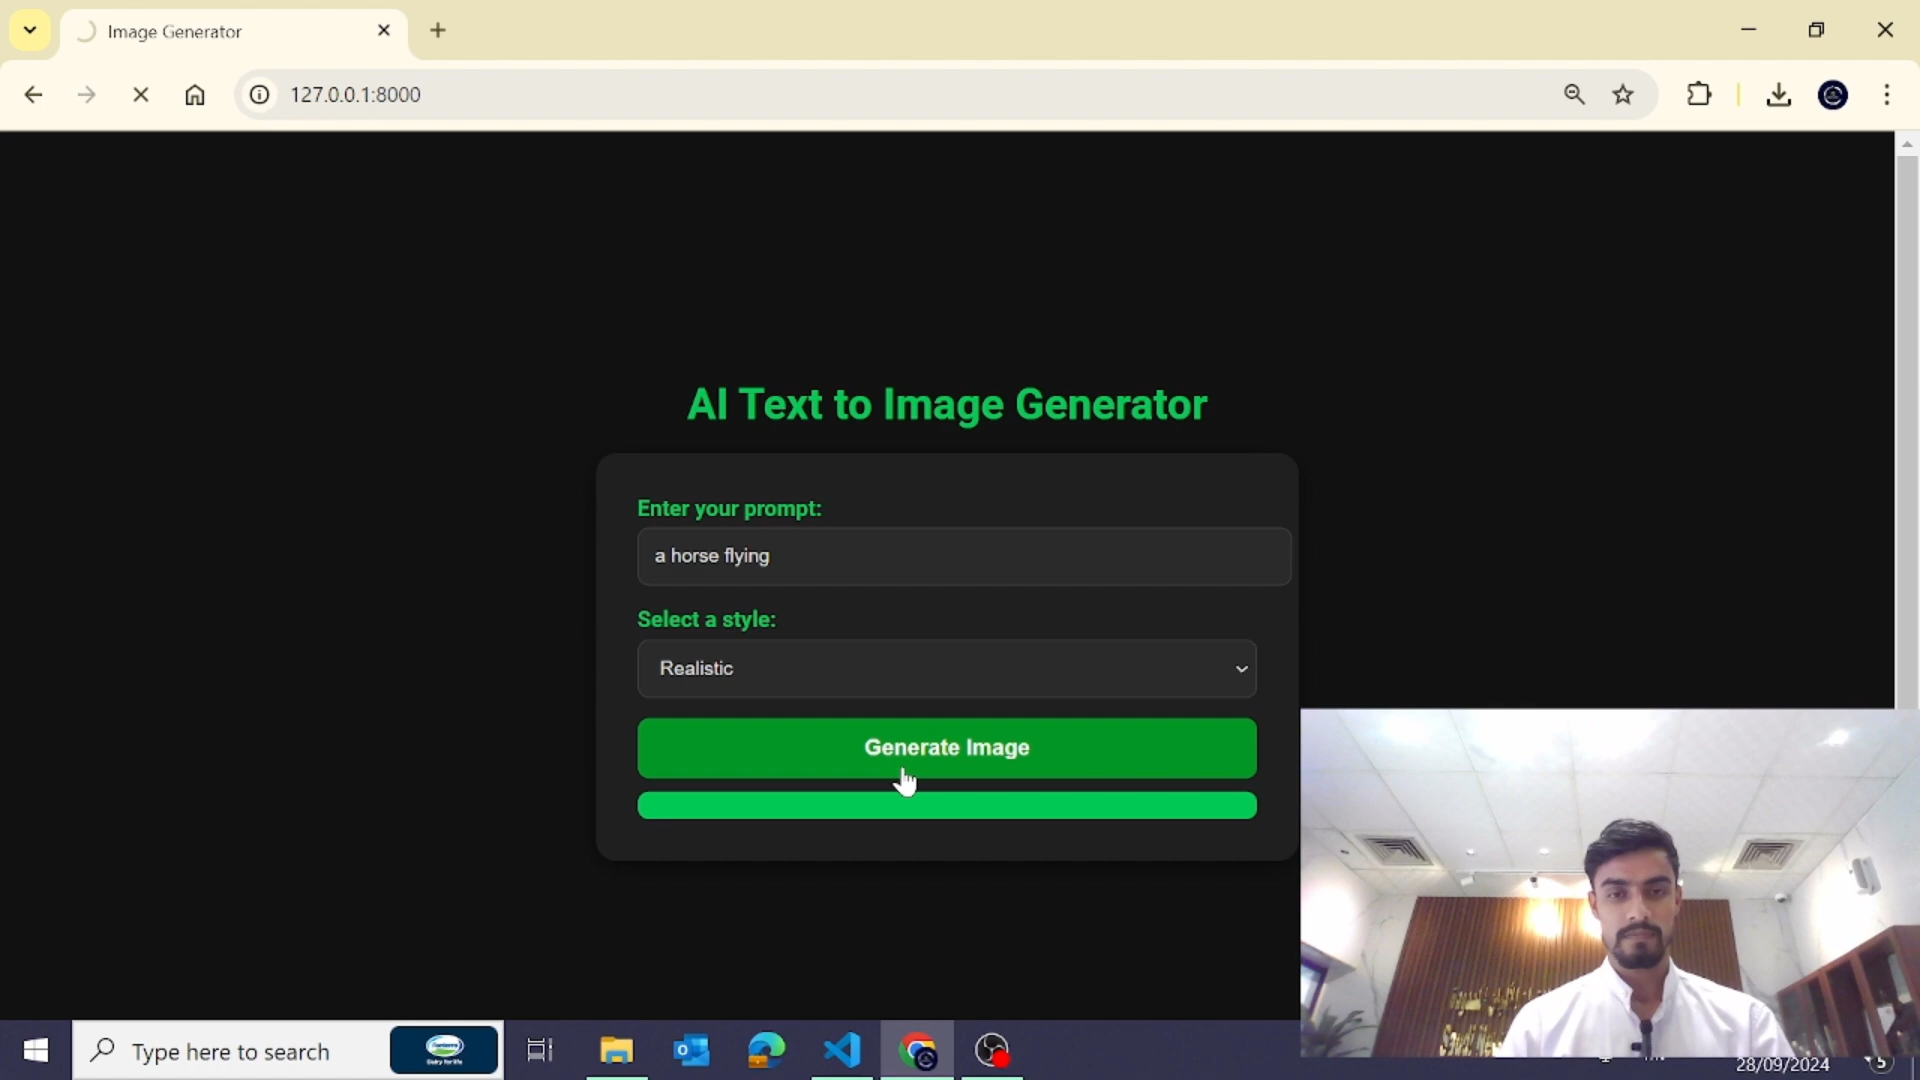 Image Generator
127.0.0.1:8000
AI Text to Image Generator
Enter your prompt:
a horse flying
Select a style:
Realistic
Generate Image
Type here to search
28/09/2024
5